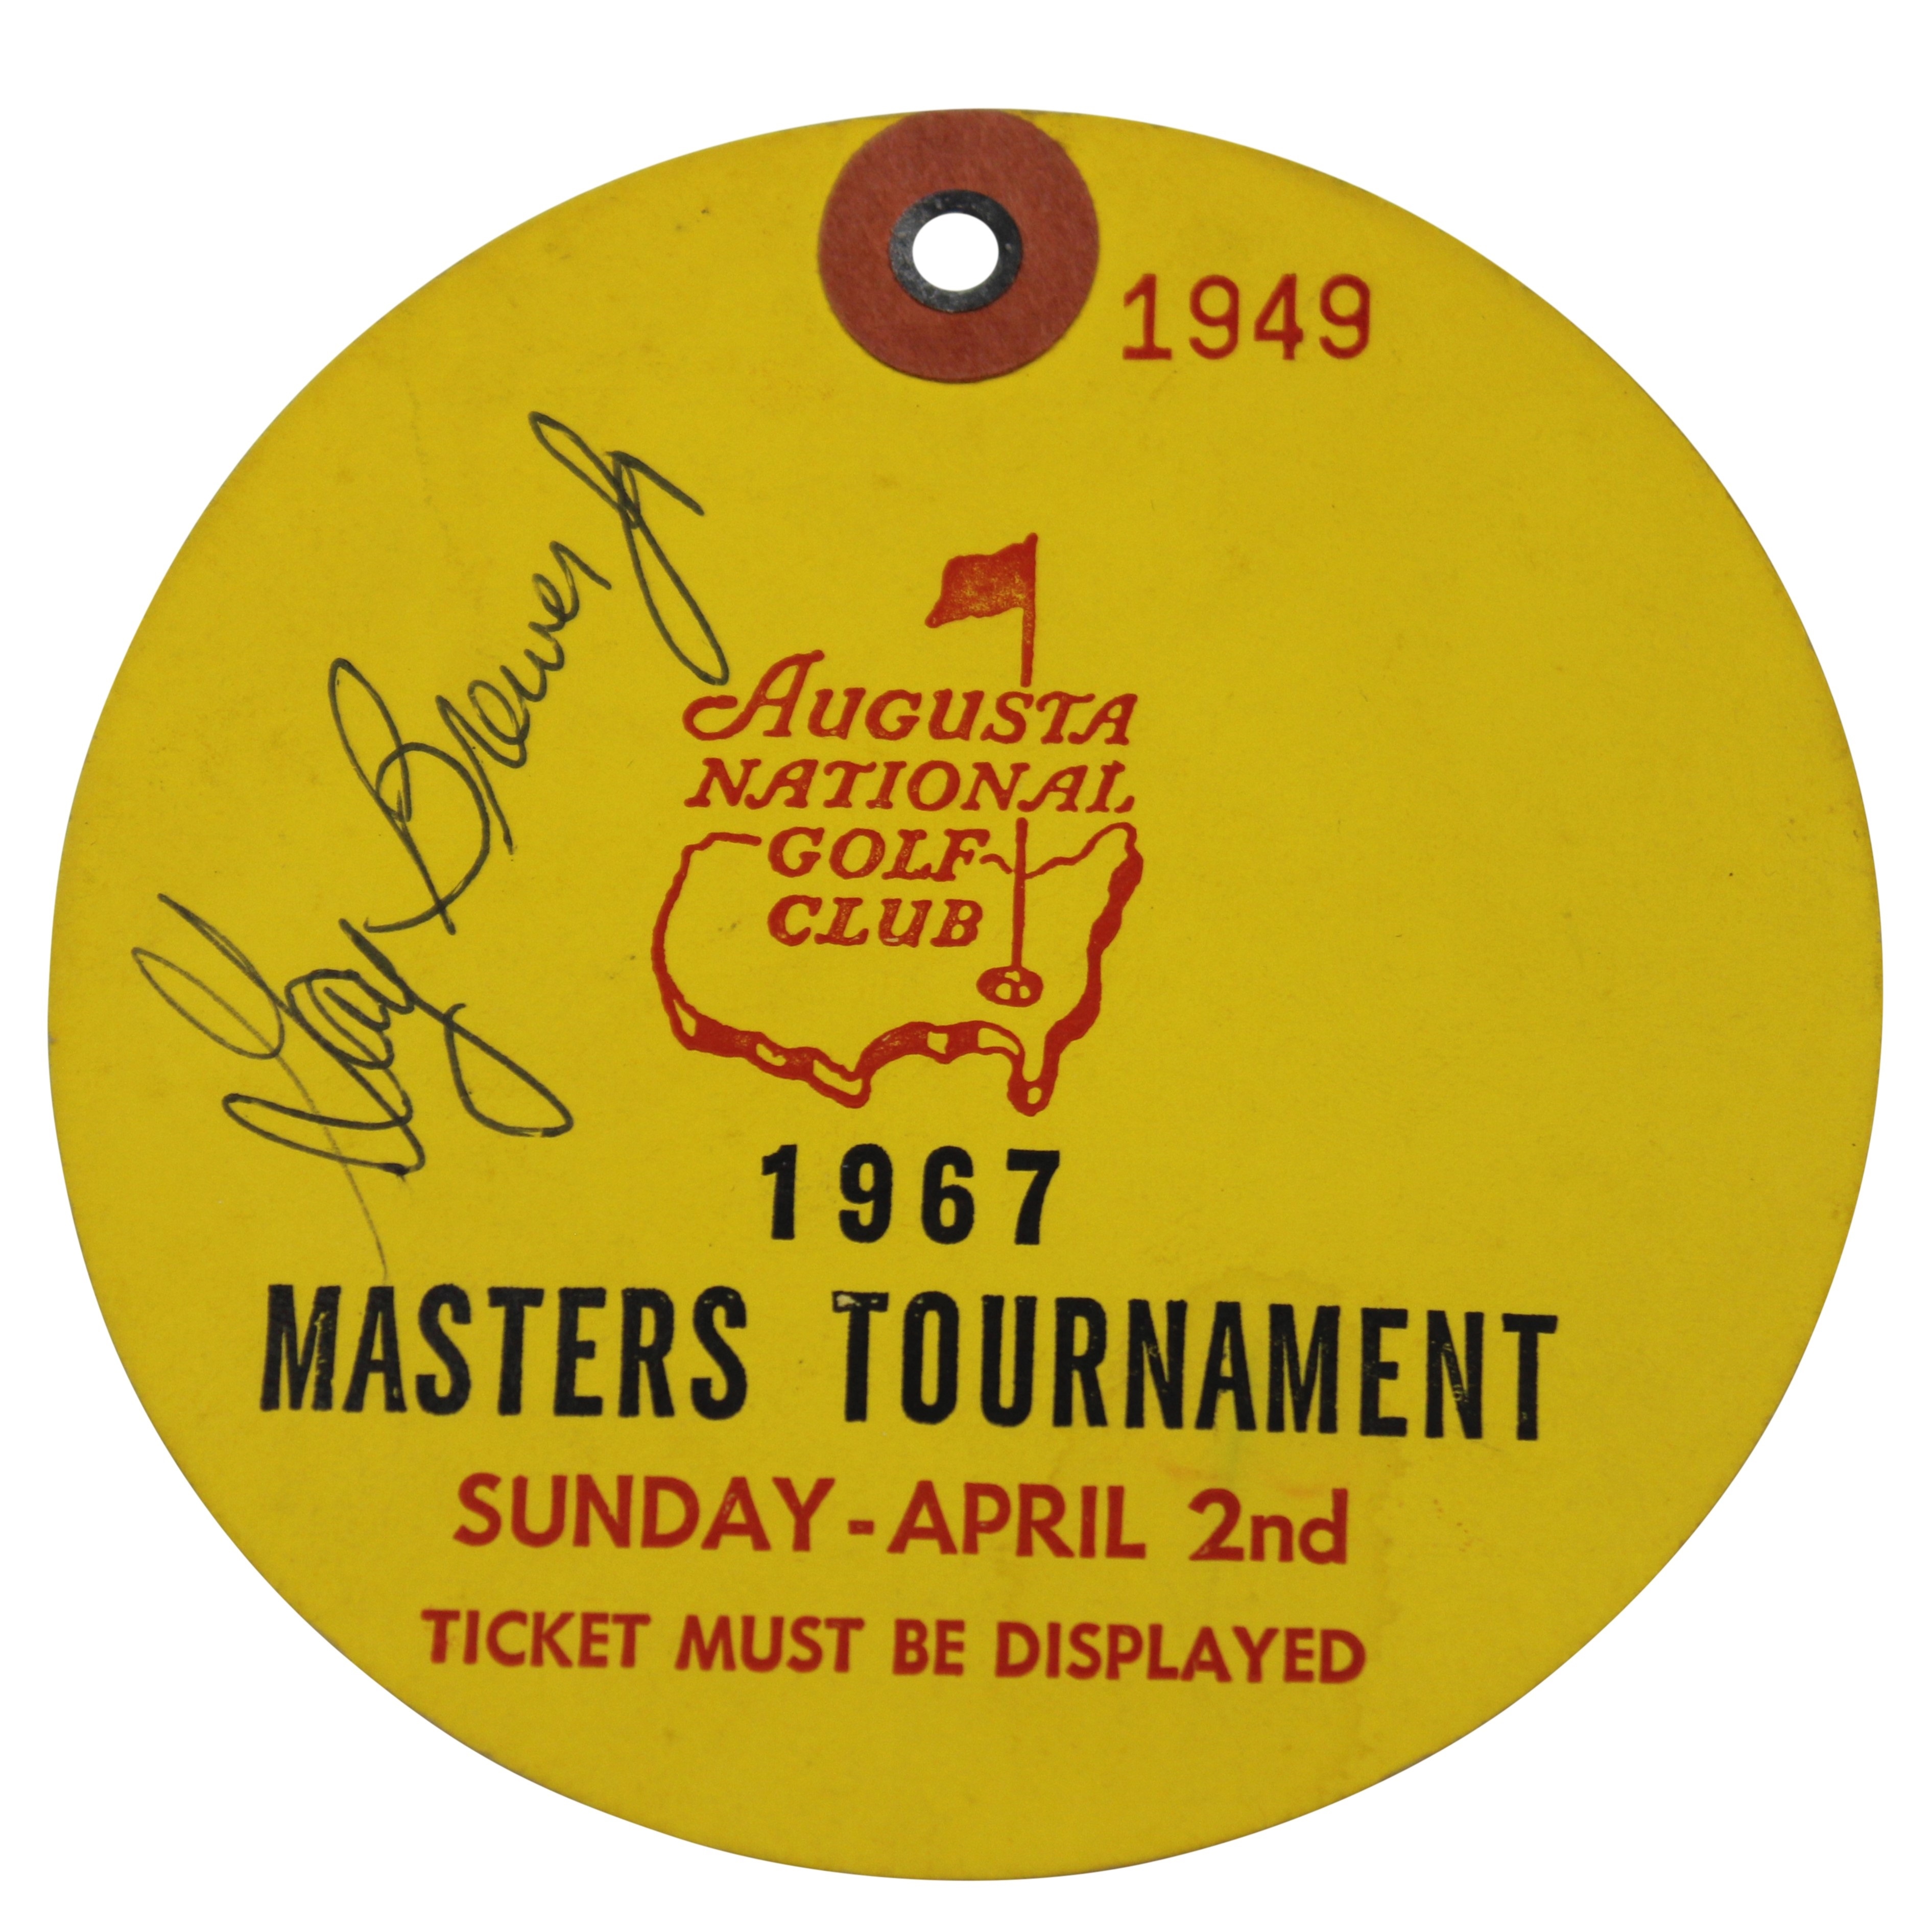 1949
Gay Brewer Jr
AUGUSTA
NATIONAL
GOLF
CLUB
1967
MASTERS TOURNAMENT
SUNDAY-APRIL 2nd
TICKET MUST BE DISPLAYED